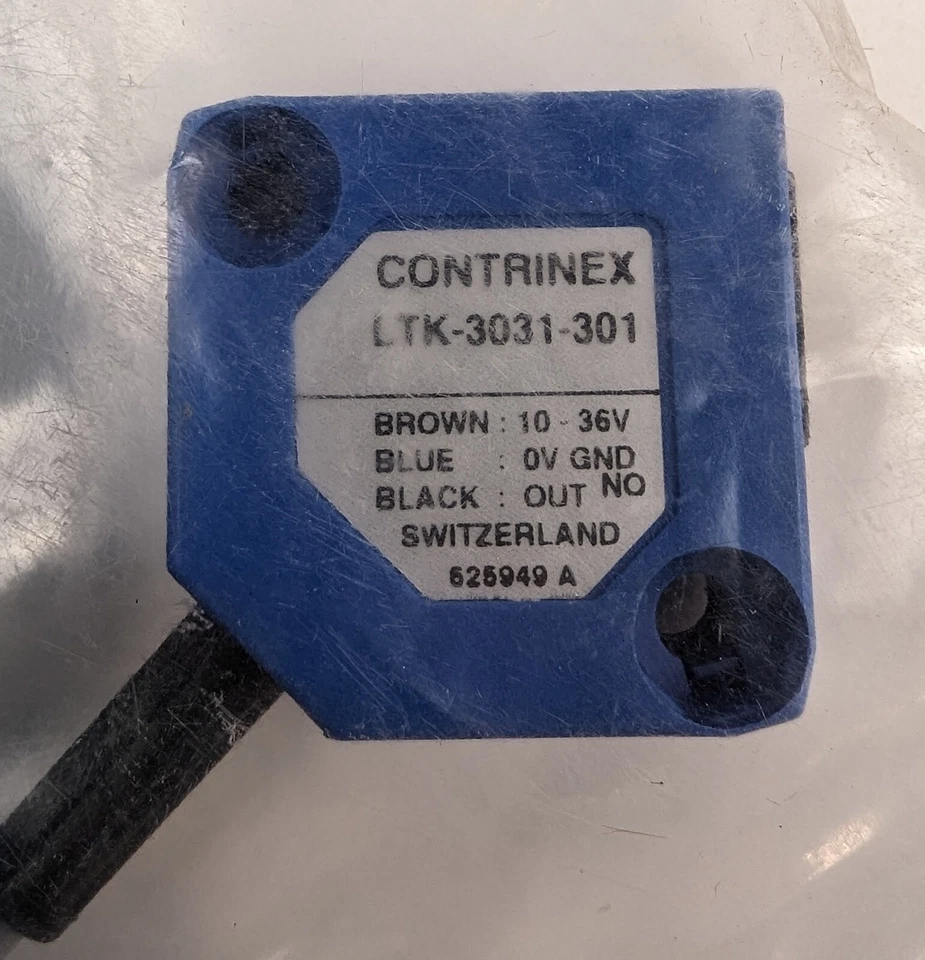 CONTRINEX
LTK-3031-301
BROWN : 10 - 36V
BLUE : 0V GND
BLACK : OUT NO
SWITZERLAND
625949 A